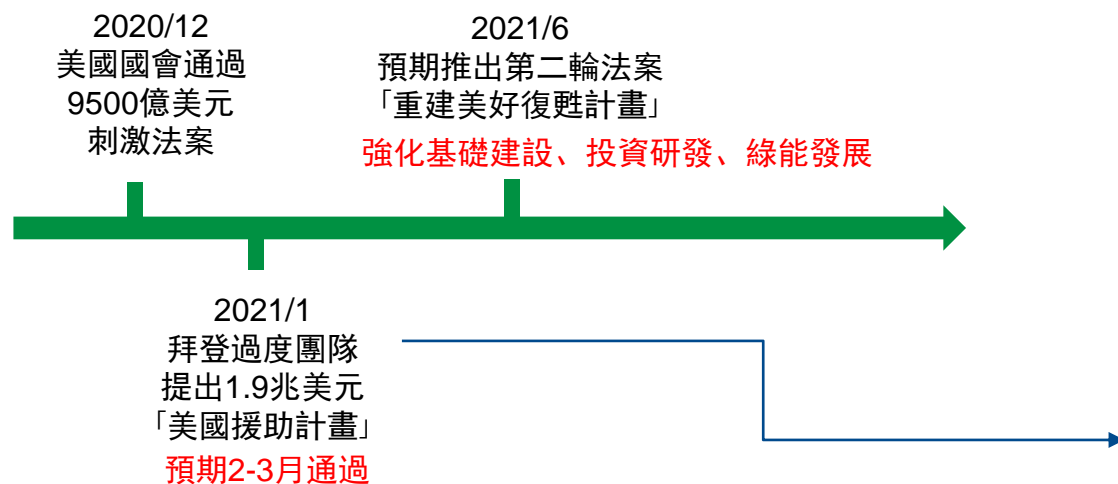 2020/12
美國國會通過
9500億美元
刺激法案
2021/6
預期推出第二輪法案
「重建美好復甦計畫」
強化基礎建設、投資研發、綠能發展
2021/1
拜登過度團隊
提出1.9兆美元
「美國援助計畫」
預期2-3月通過